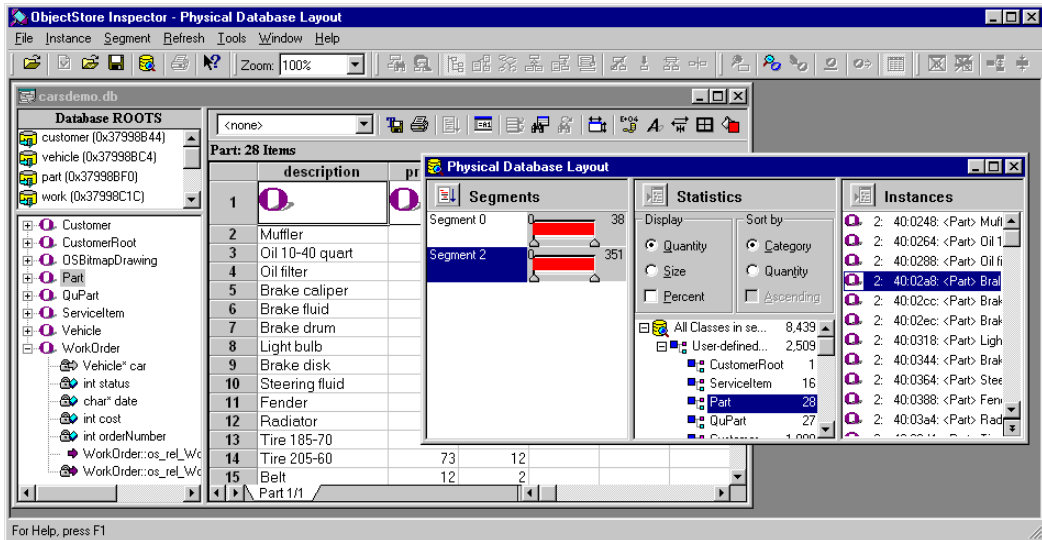 ObjectStore Inspector - Physical Database Layout
File Instance Segment Refresh Tools Window Help
Zoom: 100%
carsdemo.db
Database ROOTS
customer (0x37998B44)
vehicle (0x37998BC4)
part (0x37998BF0)
work (0x37998C1C)
Customer
CustomerRoot
OSBitmapDrawing
Part
QuPart
ServiceItem
Vehicle
WorkOrder
Vehicle* car
int status
char* date
int cost
int orderNumber
WorkOrder::os_rel_Wo
WorkOrder::os_rel_Wo
<none>
Part: 28 Items
description pr
1
2 Muffler
3 Oil 10-40 quart
4 Oil filter
5 Brake caliper
6 Brake fluid
7 Brake drum
8 Light bulb
9 Brake disk
10 Steering fluid
11 Fender
12 Radiator
13 Tire 185-70
14 Tire 205-60 73 12
15 Belt 12 2
Part 1/1
Physical Database Layout
Segments
Segment 0 0 38
Segment 2 0 351
Statistics
Display
Quantity
Size
Percent
Sort by
Category
Quantity
Ascending
All Classes in se... 8,439
User-defined... 2,509
CustomerRoot 1
ServiceItem 16
Part 28
QuPart 27
Instances
2: 40:0248: <Part> Muff
2: 40:0264: <Part> Oil 1
2: 40:0288: <Part> Oil fi
2: 40:02a8: <Part> Bral
2: 40:02cc: <Part> Brak
2: 40:02ec: <Part> Brak
2: 40:0318: <Part> Ligh
2: 40:0344: <Part> Brak
2: 40:0364: <Part> Stee
2: 40:0388: <Part> Fen
2: 40:03a4: <Part> Rad
For Help, press F1